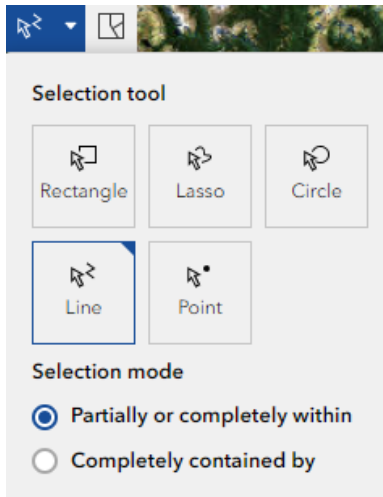 Selection tool
Rectangle
Lasso
Circle
Line
Point
Selection mode
Partially or completely within
Completely contained by